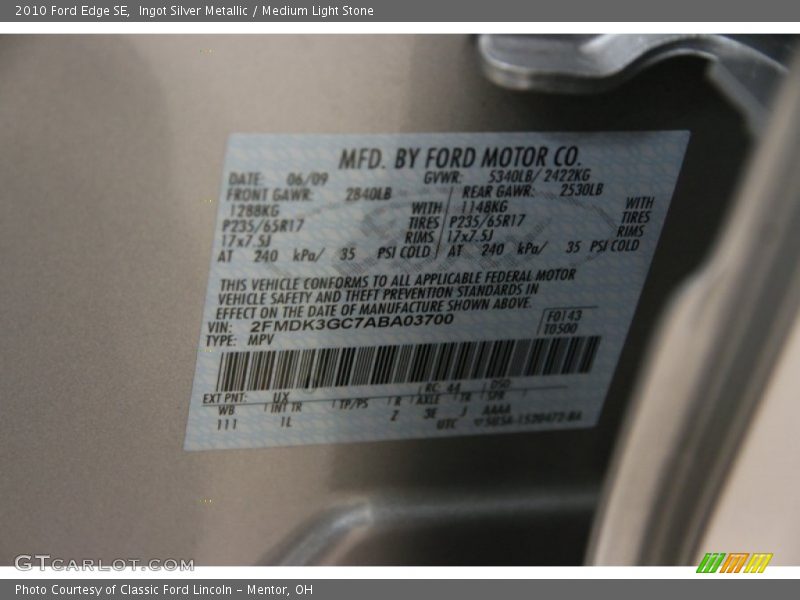 2010 Ford Edge SE, Ingot Silver Metallic / Medium Light Stone
MFD. BY FORD MOTOR CO.
DATE: 06/09 GVWR: 5340LB/ 2422KG
FRONT GAWR: 2840LB REAR GAWR: 2530LB
1288KG WITH 1148KG WITH
P235/65R17 TIRES P235/65R17 TIRES
17x7.5J RIMS 17x7.5J RIMS
AT 240 kPa/ 35 PSI COLD AT 240 kPa/ 35 PSI COLD
THIS VEHICLE CONFORMS TO ALL APPLICABLE FEDERAL MOTOR
VEHICLE SAFETY AND THEFT PREVENTION STANDARDS IN
EFFECT ON THE DATE OF MANUFACTURE SHOWN ABOVE.
VIN: 2FMDK3GC7ABA03700 F0143
TYPE: MPV T0500
EXT PNT: UX RC: 44 DSO
WB INT TR TP/PS R AXLE TR SPR
111 1L Z 3E J AAAA
UTC
GTCARLOT.COM
Photo Courtesy of Classic Ford Lincoln - Mentor, OH